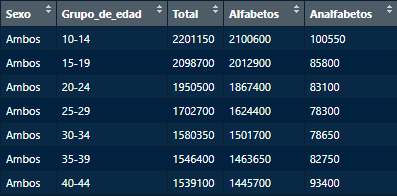 Sexo Grupo_de_edad Total Alfabetos Analfabetos
Ambos 10-14 2201150 2100600 100550
Ambos 15-19 2098700 2012900 85800
Ambos 20-24 1950500 1867400 83100
Ambos 25-29 1702700 1624400 78300
Ambos 30-34 1580350 1501700 78650
Ambos 35-39 1546400 1463650 82750
Ambos 40-44 1539100 1445700 93400